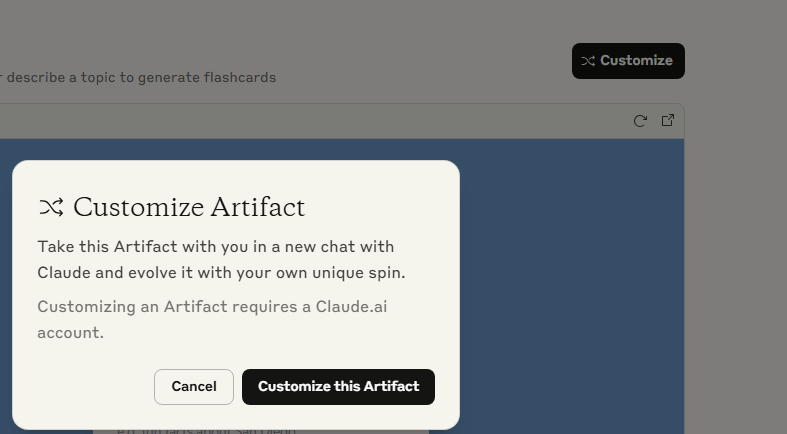 Customize
describe a topic to generate flashcards
Customize Artifact
Take this Artifact with you in a new chat with
Claude and evolve it with your own unique spin.
Customizing an Artifact requires a Claude.ai
account.
Cancel
Customize this Artifact